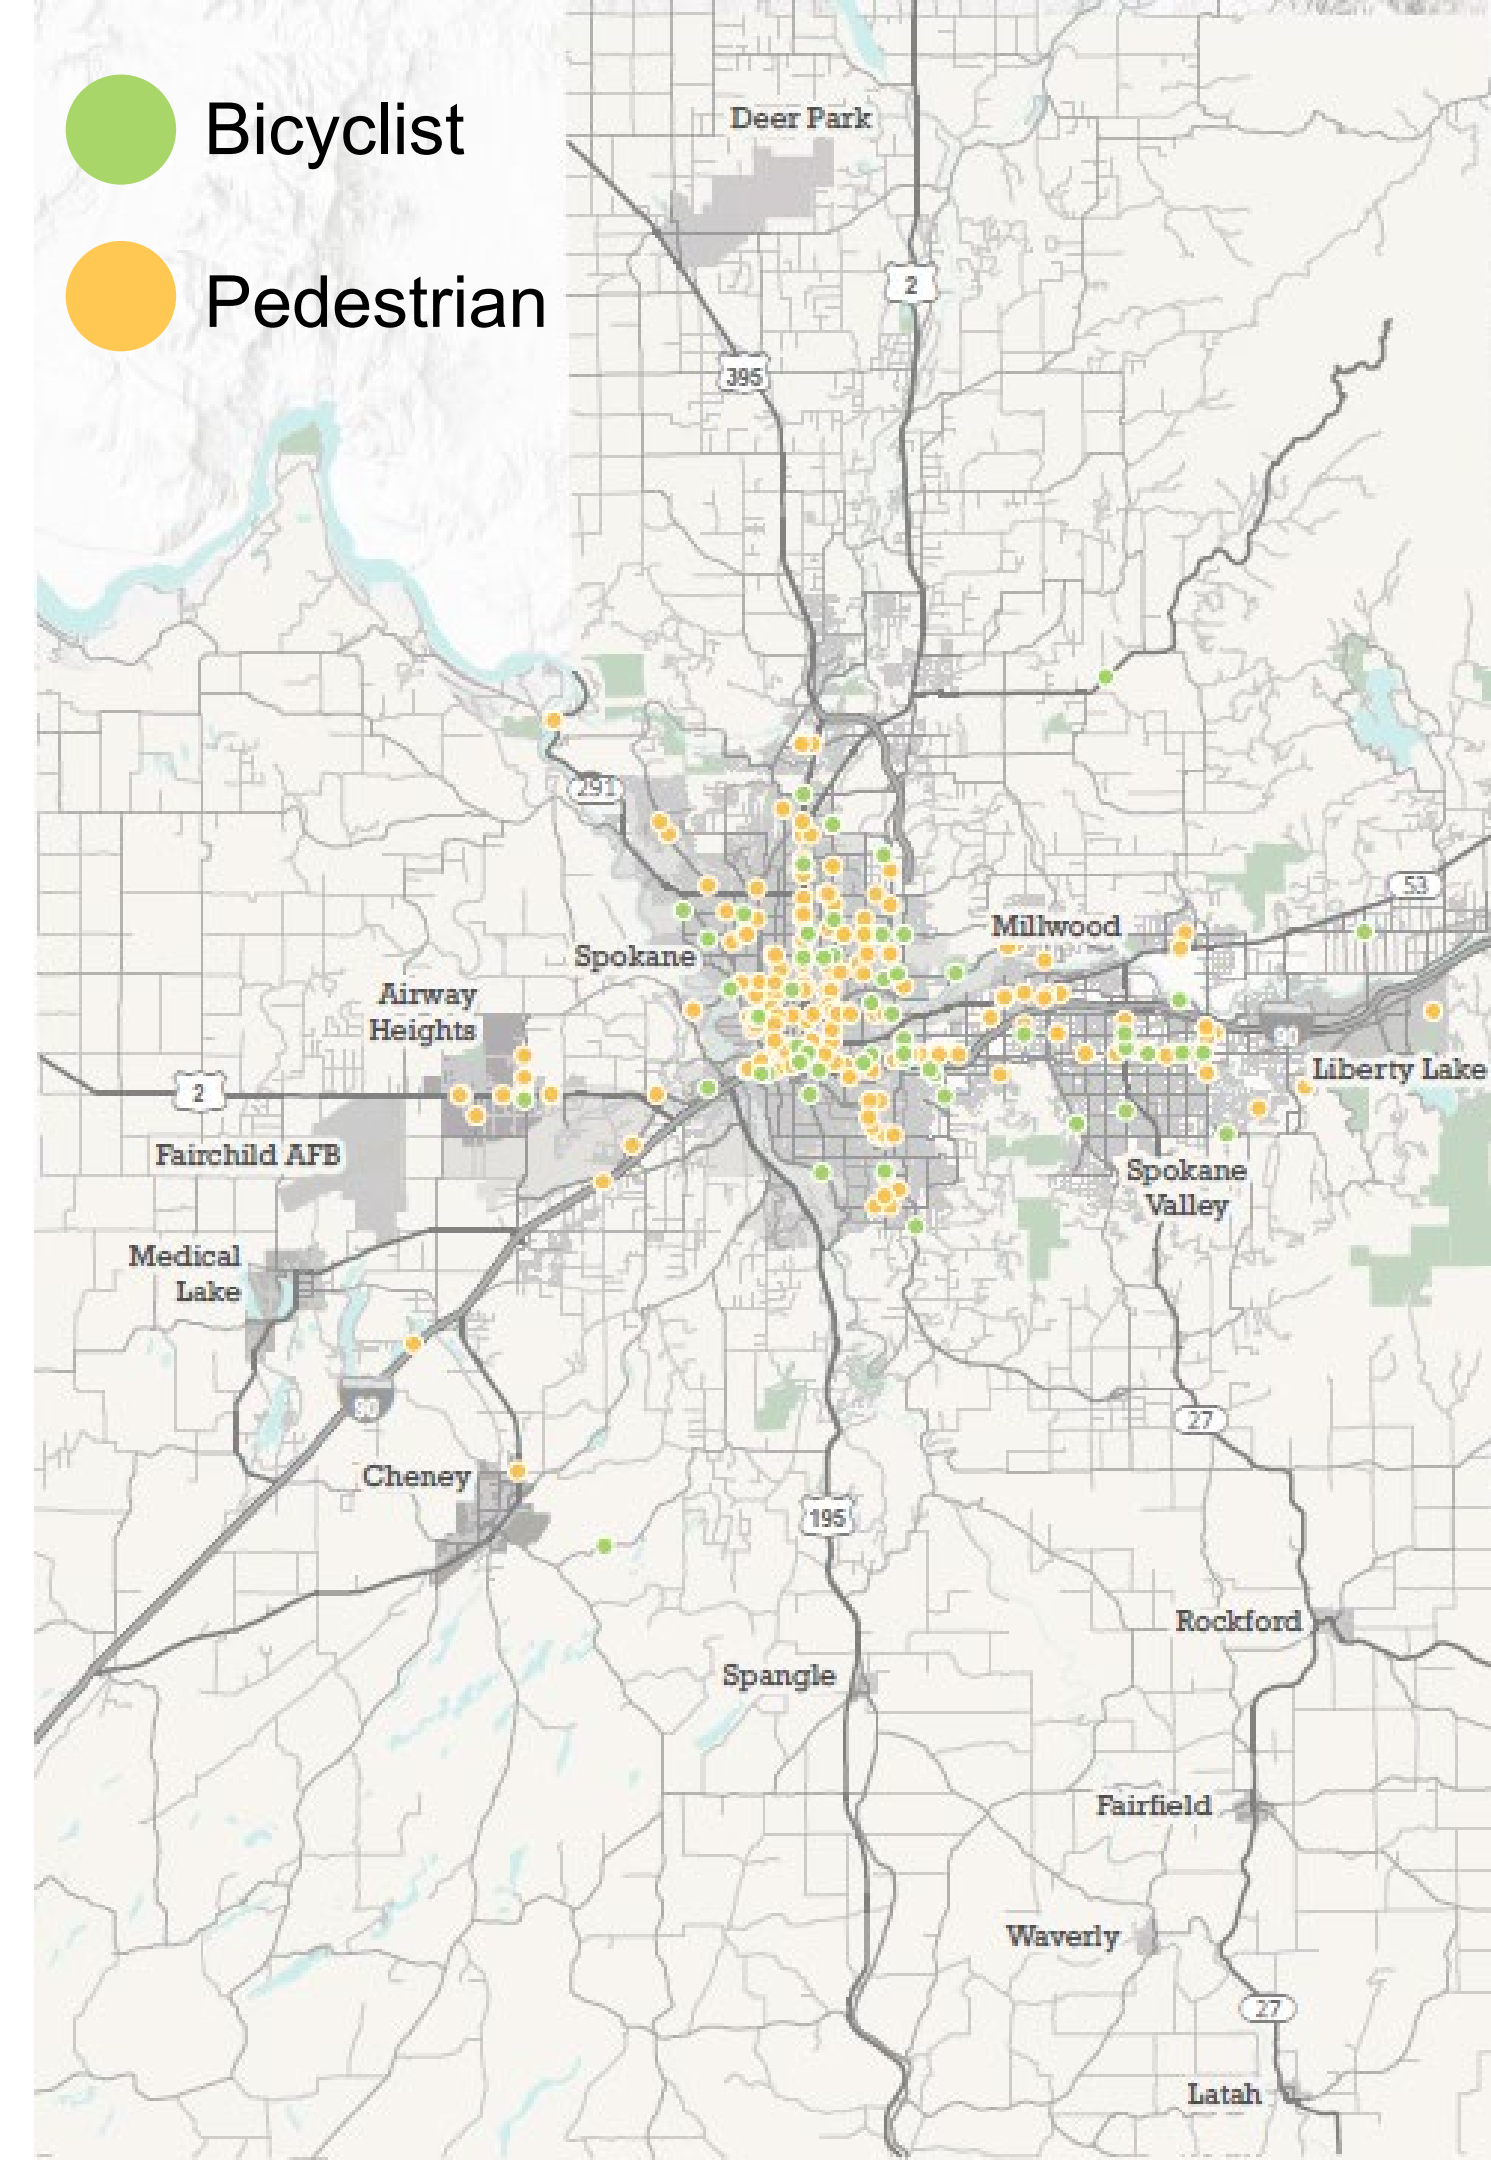 Bicyclist
Pedestrian
Deer Park
2
395
291
53
Millwood
Spokane
Airway
Heights
90
Liberty Lake
2
Fairchild AFB
Spokane
Valley
Medical
Lake
90
27
Cheney
195
Rockford
Spangle
Fairfield
Waverly
27
Latah